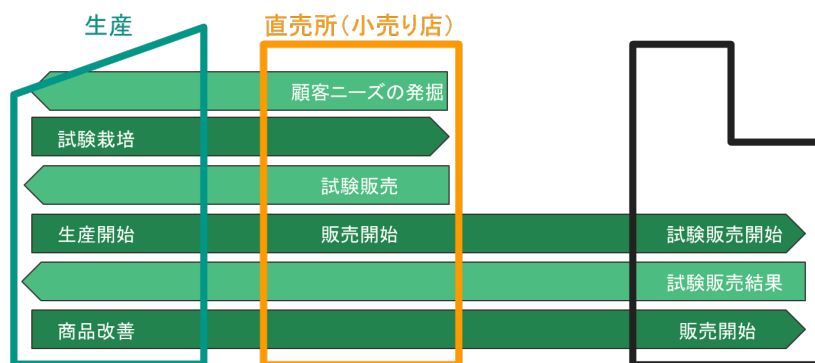 生産
直売所（小売り店）
顧客ニーズの発掘
試験栽培
試験販売
生産開始
販売開始
試験販売開始
試験販売結果
商品改善
販売開始